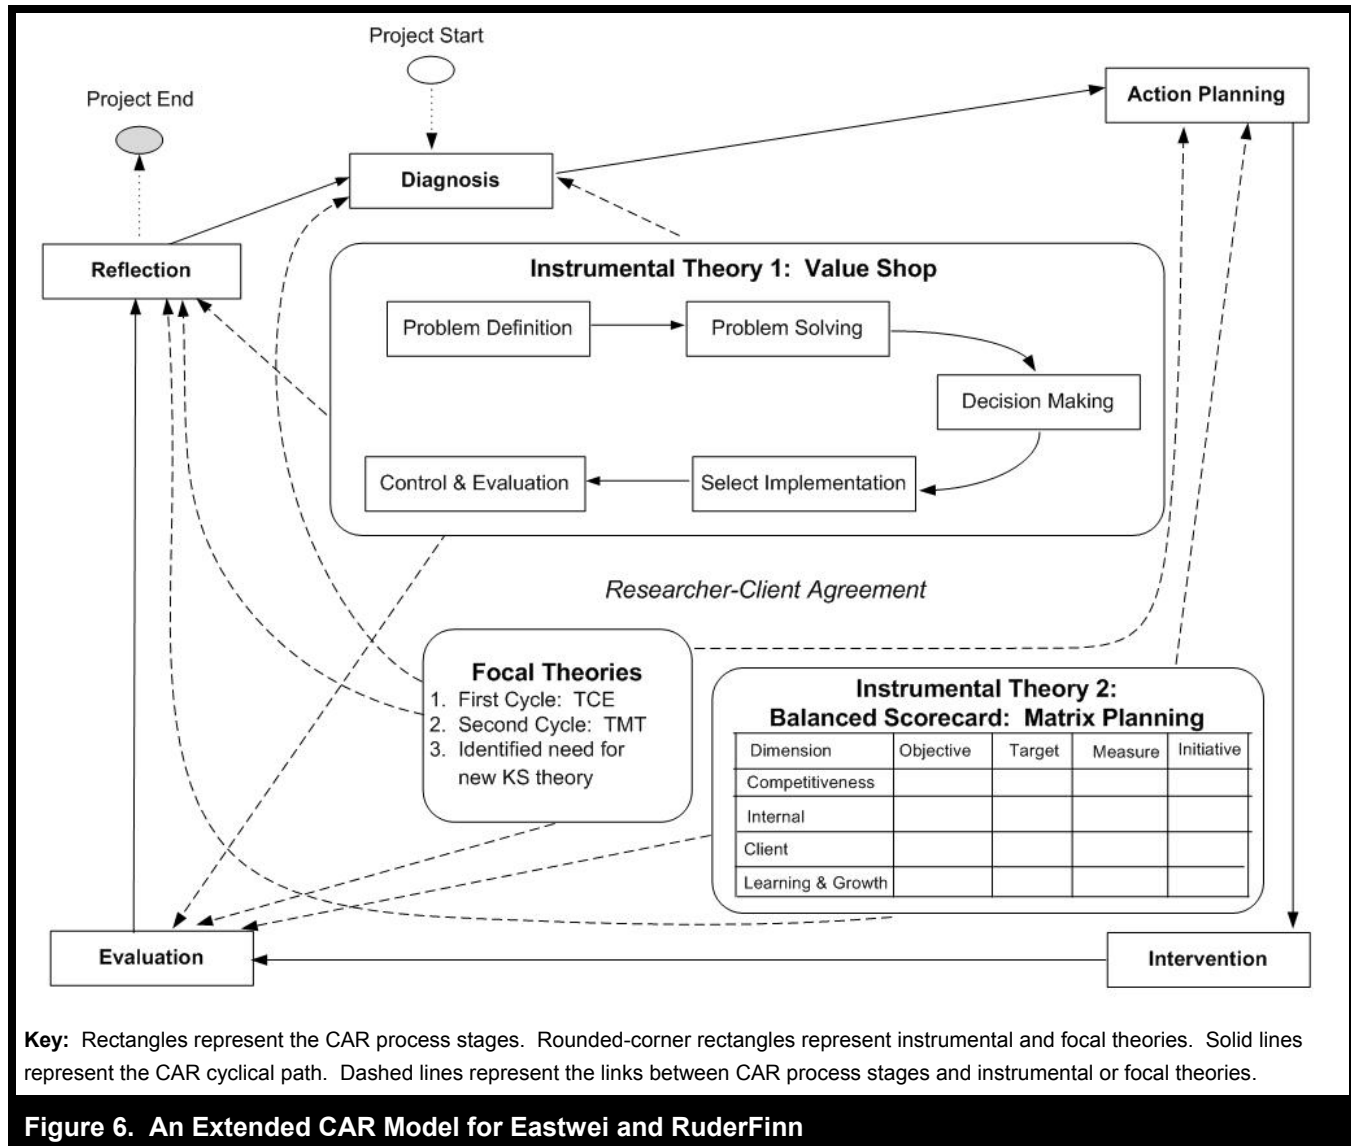 Project Start
Project End
Action Planning
Diagnosis
Reflection
Instrumental Theory 1: Value Shop
Problem Definition
Problem Solving
Decision Making
Control & Evaluation
Select Implementation
Researcher-Client Agreement
Focal Theories
1. First Cycle: TCE
2. Second Cycle: TMT
3. Identified need for
new KS theory
Instrumental Theory 2:
Balanced Scorecard: Matrix Planning
Dimension Objective Target Measure Initiative
Competitiveness
Internal
Client
Learning & Growth
Evaluation
Intervention
Key: Rectangles represent the CAR process stages. Rounded-corner rectangles represent instrumental and focal theories. Solid lines
represent the CAR cyclical path. Dashed lines represent the links between CAR process stages and instrumental or focal theories.
Figure 6. An Extended CAR Model for Eastwei and RuderFinn